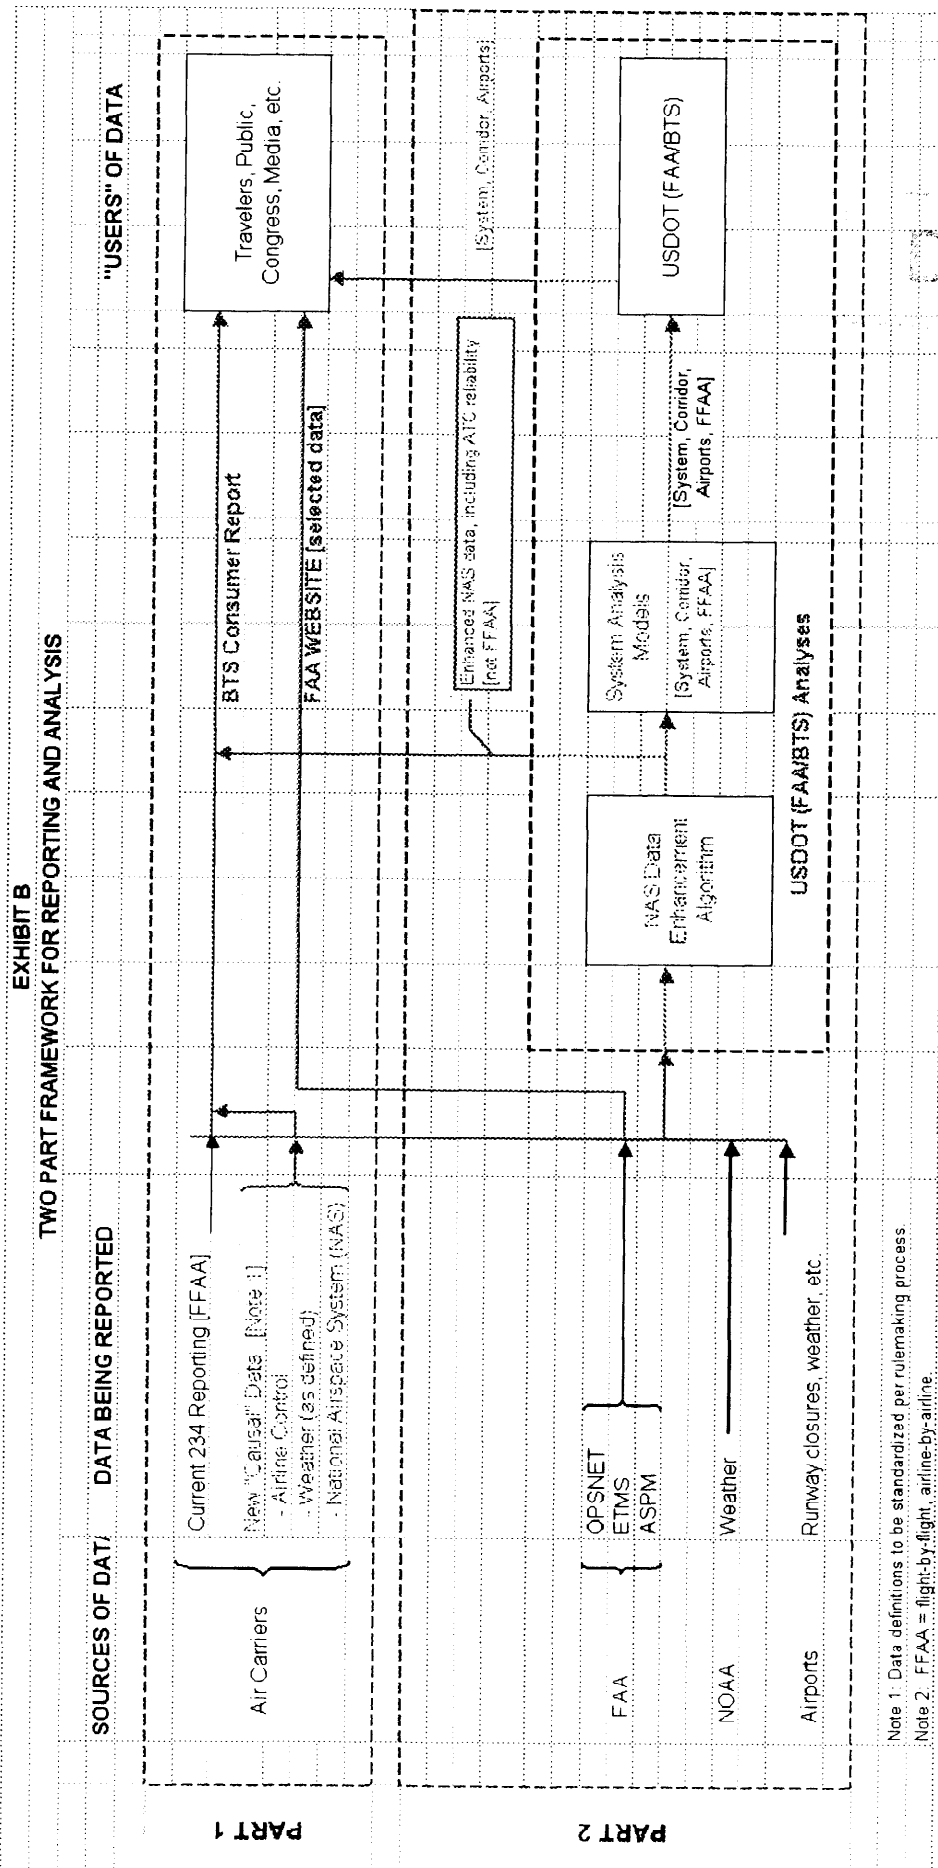 EXHIBIT B
TWO PART FRAMEWORK FOR REPORTING AND ANALYSIS
SOURCES OF DATA
DATA BEING REPORTED
"USERS" OF DATA
PART 1
Air Carriers
Current 234 Reporting [FFAA]
New "Causal" Data [Note 1]
- Airline Control
- Weather (as defined)
- National Airspace System (NAS)
BTS Consumer Report
FAA WEBSITE [selected data]
Travelers, Public,
Congress, Media, etc.
PART 2
Enhanced NAS data, including ATC reliability
[not FFAA]
[System, Corridor, Airports]
FAA
OPSNET
ETMS
ASPM
NOAA
Weather
Airports
Runway closures, weather, etc.
NAS Data
Enhancement
Algorithm
System Analysis
Models
[System, Corridor,
Airports, FFAA]
[System, Corridor,
Airports, FFAA]
USDOT (FAA/BTS)
USDOT (FAA/BTS) Analyses
Note 1: Data definitions to be standardized per rulemaking process.
Note 2: FFAA = flight-by-flight, airline-by-airline.